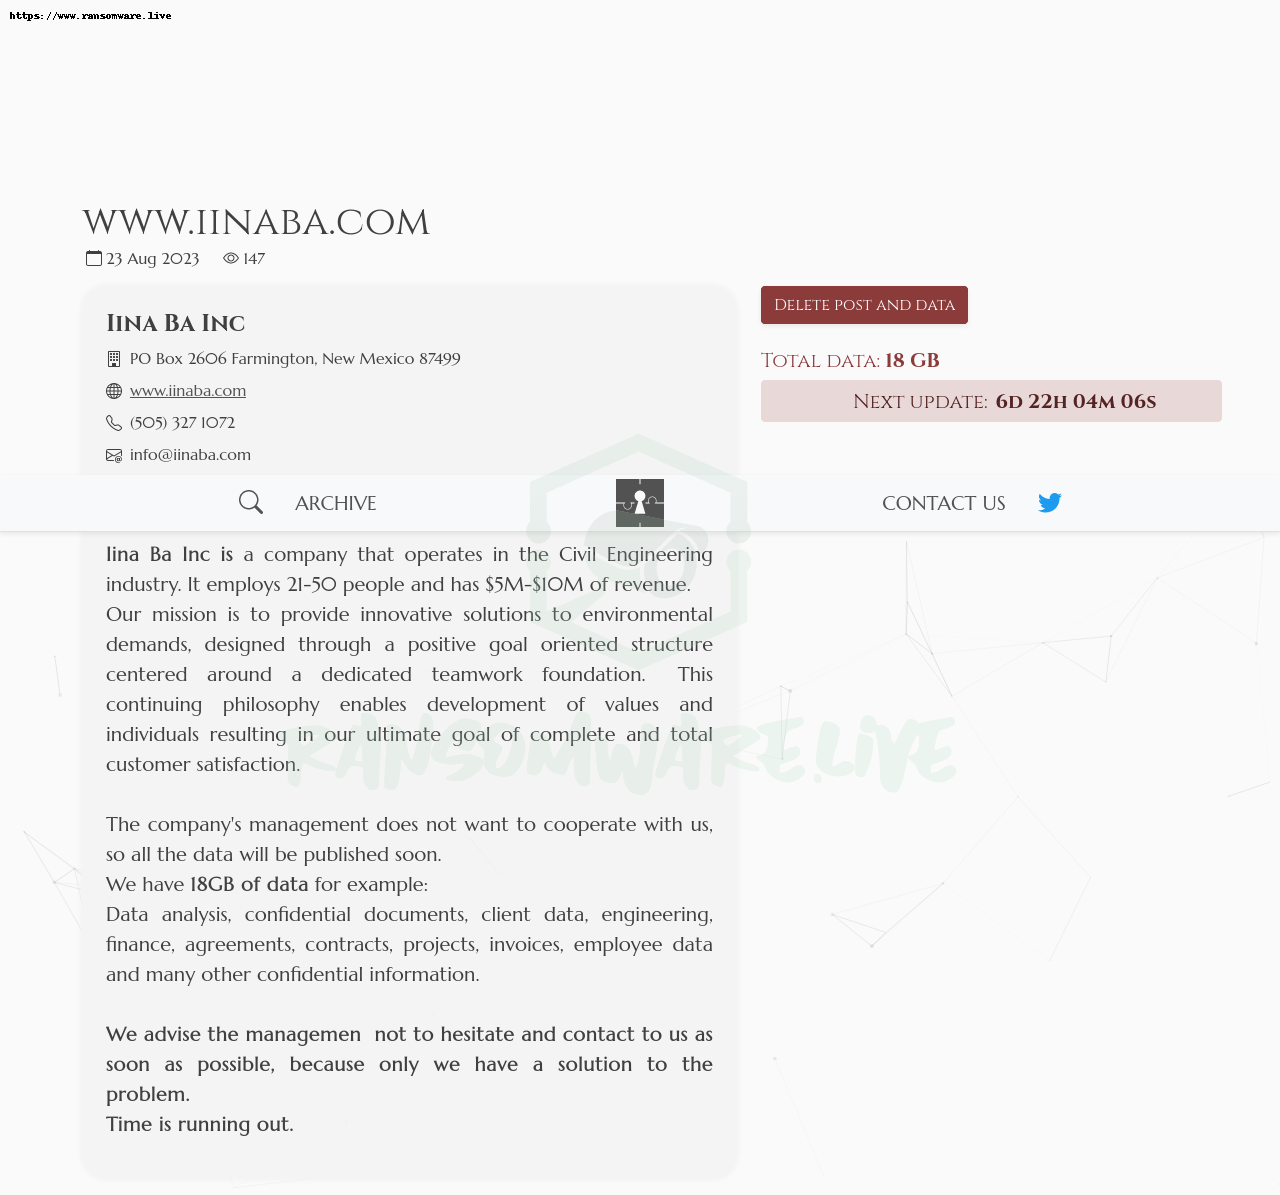 https://www.ransomware.live
www.iinaba.com
23 Aug 2023 147
Iina Ba Inc
PO Box 2606 Farmington, New Mexico 87499
www.iinaba.com
(505) 327 1072
info@iinaba.com
Delete post and data
Total data: 18 GB
Next update: 6d 22h 04m 06s
ARCHIVE CONTACT US
Iina Ba Inc is a company that operates in the Civil Engineering
industry. It employs 21-50 people and has $5M-$10M of revenue.
Our mission is to provide innovative solutions to environmental
demands, designed through a positive goal oriented structure
centered around a dedicated teamwork foundation. This
continuing philosophy enables development of values and
individuals resulting in our ultimate goal of complete and total
customer satisfaction.
RANSOMWARE.LIVE
The company's management does not want to cooperate with us,
so all the data will be published soon.
We have 18GB of data for example:
Data analysis, confidential documents, client data, engineering,
finance, agreements, contracts, projects, invoices, employee data
and many other confidential information.
We advise the managemen not to hesitate and contact to us as
soon as possible, because only we have a solution to the
problem.
Time is running out.